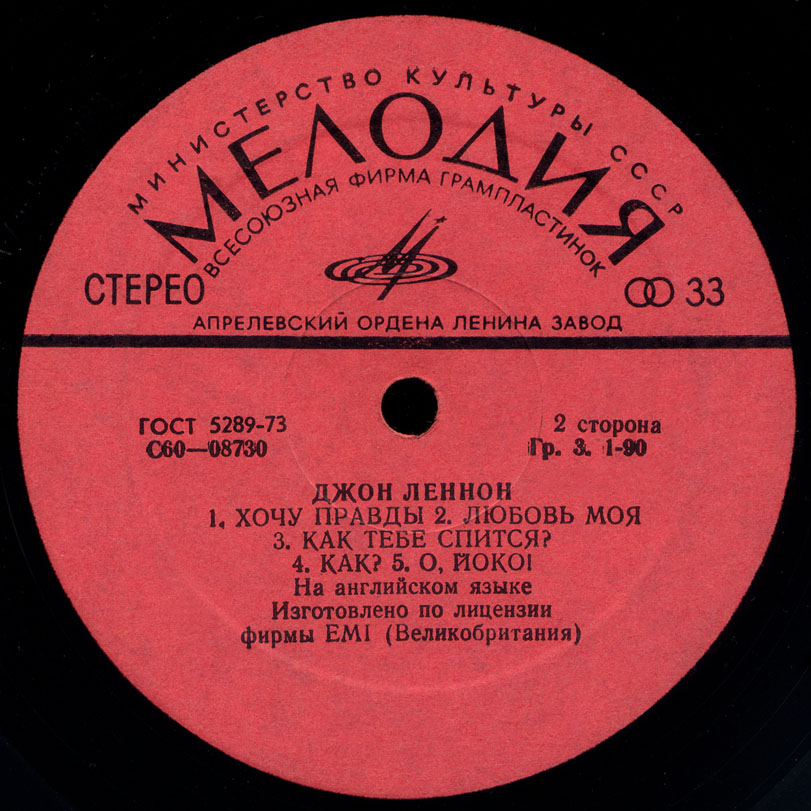 МИНИСТЕРСТВО КУЛЬТУРЫ СССР
МЕЛОДИЯ
ВСЕСОЮЗНАЯ ФИРМА ГРАМПЛАСТИНОК
СТЕРЕО
33
АПРЕЛЕВСКИЙ ОРДЕНА ЛЕНИНА ЗАВОД
ГОСТ 5289-73
С60—08730
2 сторона
Гр. 3. 1-90
ДЖОН ЛЕННОН
1. ХОЧУ ПРАВДЫ 2. ЛЮБОВЬ МОЯ
3. КАК ТЕБЕ СПИТСЯ?
4. КАК? 5. О, ЙОКО!
На английском языке
Изготовлено по лицензии
фирмы EMI (Великобритания)